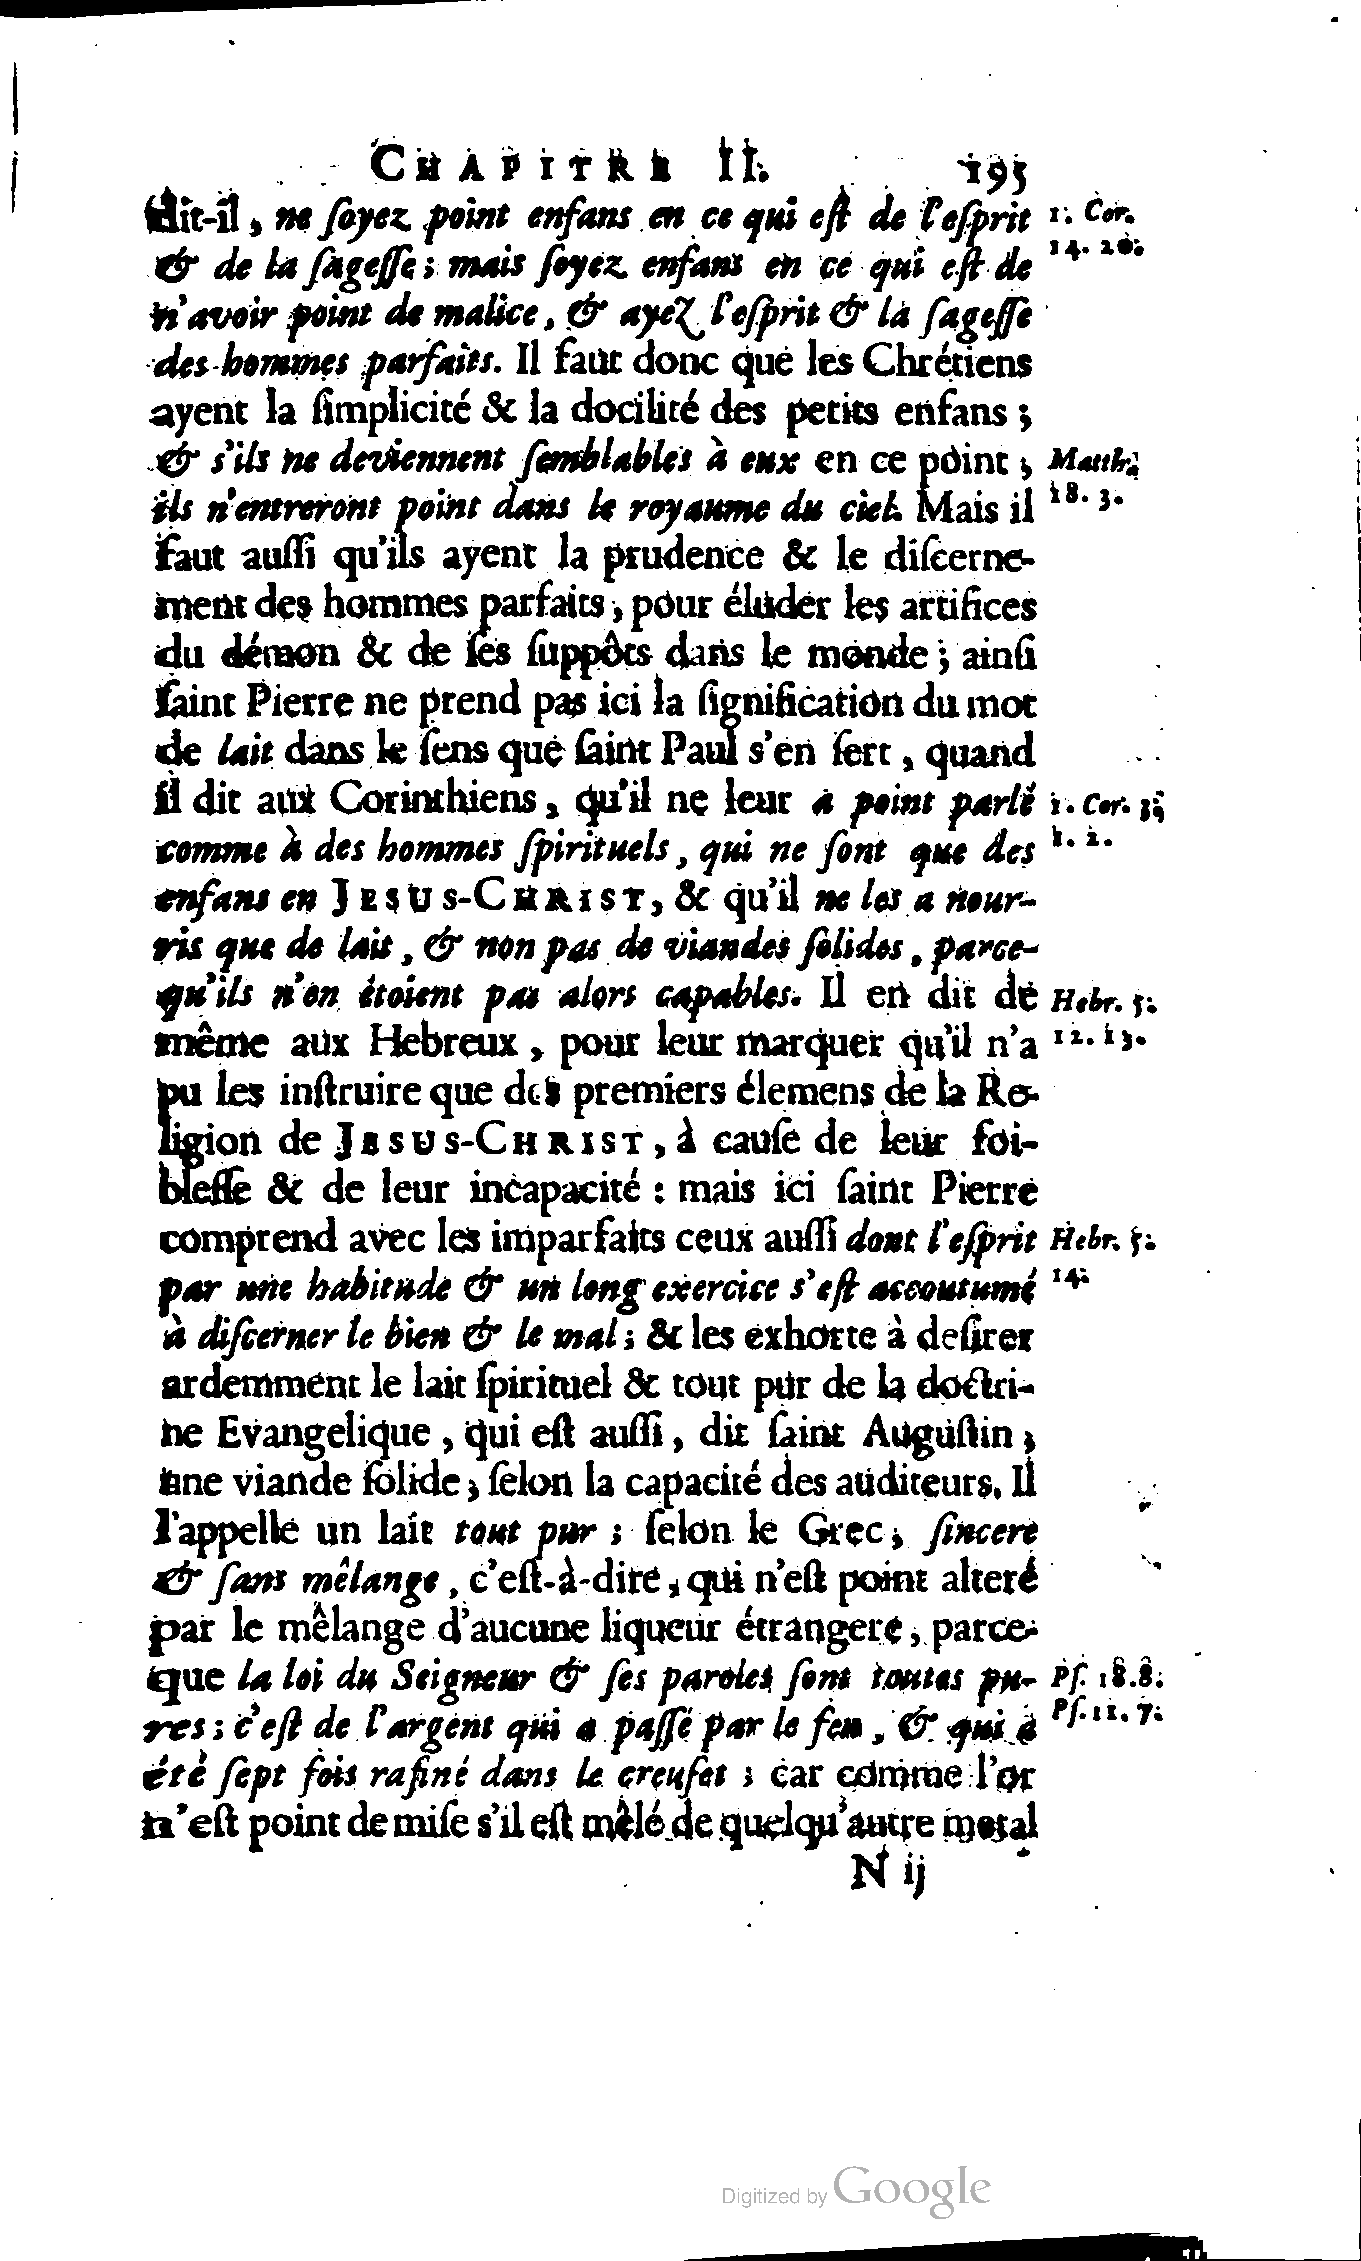 CHAPITRE II. 195
dit-il, ne ſoyez point enfans en ce qui eſt de l'eſprit
1. Cor. 14. 20.
& de la ſageſſe; mais ſoyez enfans en ce qui eſt de
n'avoir point de malice, & ayez l'eſprit & la ſageſſe
des hommes parfaits. Il faut donc que les Chrétiens
ayent la ſimplicité & la docilité des petits enfans;
& s'ils ne deviennent ſemblables à eux en ce point,
Matth. 18. 3.
ils n'entreront point dans le royaume du ciel. Mais il
faut auſſi qu'ils ayent la prudence & le diſcerne-
ment des hommes parfaits, pour éluder les artifices
du démon & de ſes ſuppôts dans le monde; ainſi
ſaint Pierre ne prend pas ici la ſignification du mot
de lait dans le ſens que ſaint Paul s'en ſert, quand
il dit aux Corinthiens, qu'il ne leur a point parlé
1. Cor. 3. 1. 2.
comme à des hommes ſpirituels, qui ne ſont que des
enfans en JESUS-CHRIST, & qu'il ne les a nour-
ris que de lait, & non pas de viandes ſolides, parce-
qu'ils n'en étoient pas alors capables. Il en dit de
Hebr. 5. 12. 13.
même aux Hebreux, pour leur marquer qu'il n'a
pu les inſtruire que des premiers élemens de la Re-
ligion de JESUS-CHRIST, à cauſe de leur foi-
bleſſe & de leur incapacité : mais ici ſaint Pierre
comprend avec les imparfaits ceux auſſi dont l'eſprit
Hebr. 5. 14.
par une habitude & un long exercice s'eſt accoutumé
à diſcerner le bien & le mal; & les exhorte à deſirer
ardemment le lait ſpirituel & tout pur de la doctri-
ne Evangelique, qui eſt auſſi, dit ſaint Auguſtin,
une viande ſolide, ſelon la capacité des auditeurs. Il
l'appelle un lait tout pur ; ſelon le Grec, ſincere
& ſans mêlange, c'eſt-à-dire, qui n'eſt point alteré
par le mêlange d'aucune liqueur étrangere, parce-
que la loi du Seigneur & ſes paroles ſont toutes pu-
Pſ. 18. 8.
res; c'eſt de l'argent qui a paſſé par le feu, & qui a
Pſ. 11. 7.
été ſept fois rafiné dans le creuſet ; car comme l'or
n'eſt point de miſe s'il eſt mêlé de quelqu'autre metal
N ij
Digitized by Google